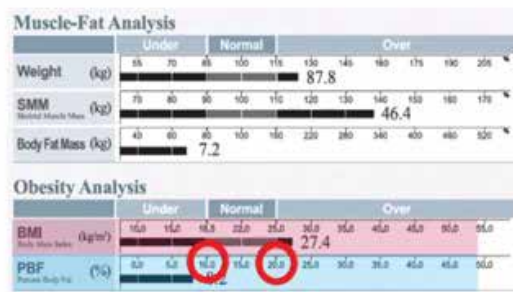 Muscle-Fat Analysis
Under Normal Over
Weight (kg) 55 70 85 100 115 130 145 160 175 190 205 %
87.8
SMM (kg) 70 80 90 100 110 120 130 140 150 160 170 %
Skeletal Muscle Mass
46.4
Body Fat Mass (kg) 40 60 80 100 160 220 280 340 400 460 520 %
7.2
Obesity Analysis
Under Normal Over
BMI (kg/m²) 10.0 15.0 18.5 25.0 30.0 35.0 40.0 45.0 50.0 55.0
Body Mass Index
27.4
PBF (%) 0.0 5.0 10.0 15.0 20.0 25.0 30.0 35.0 40.0 45.0 50.0
Percent Body Fat
8.2